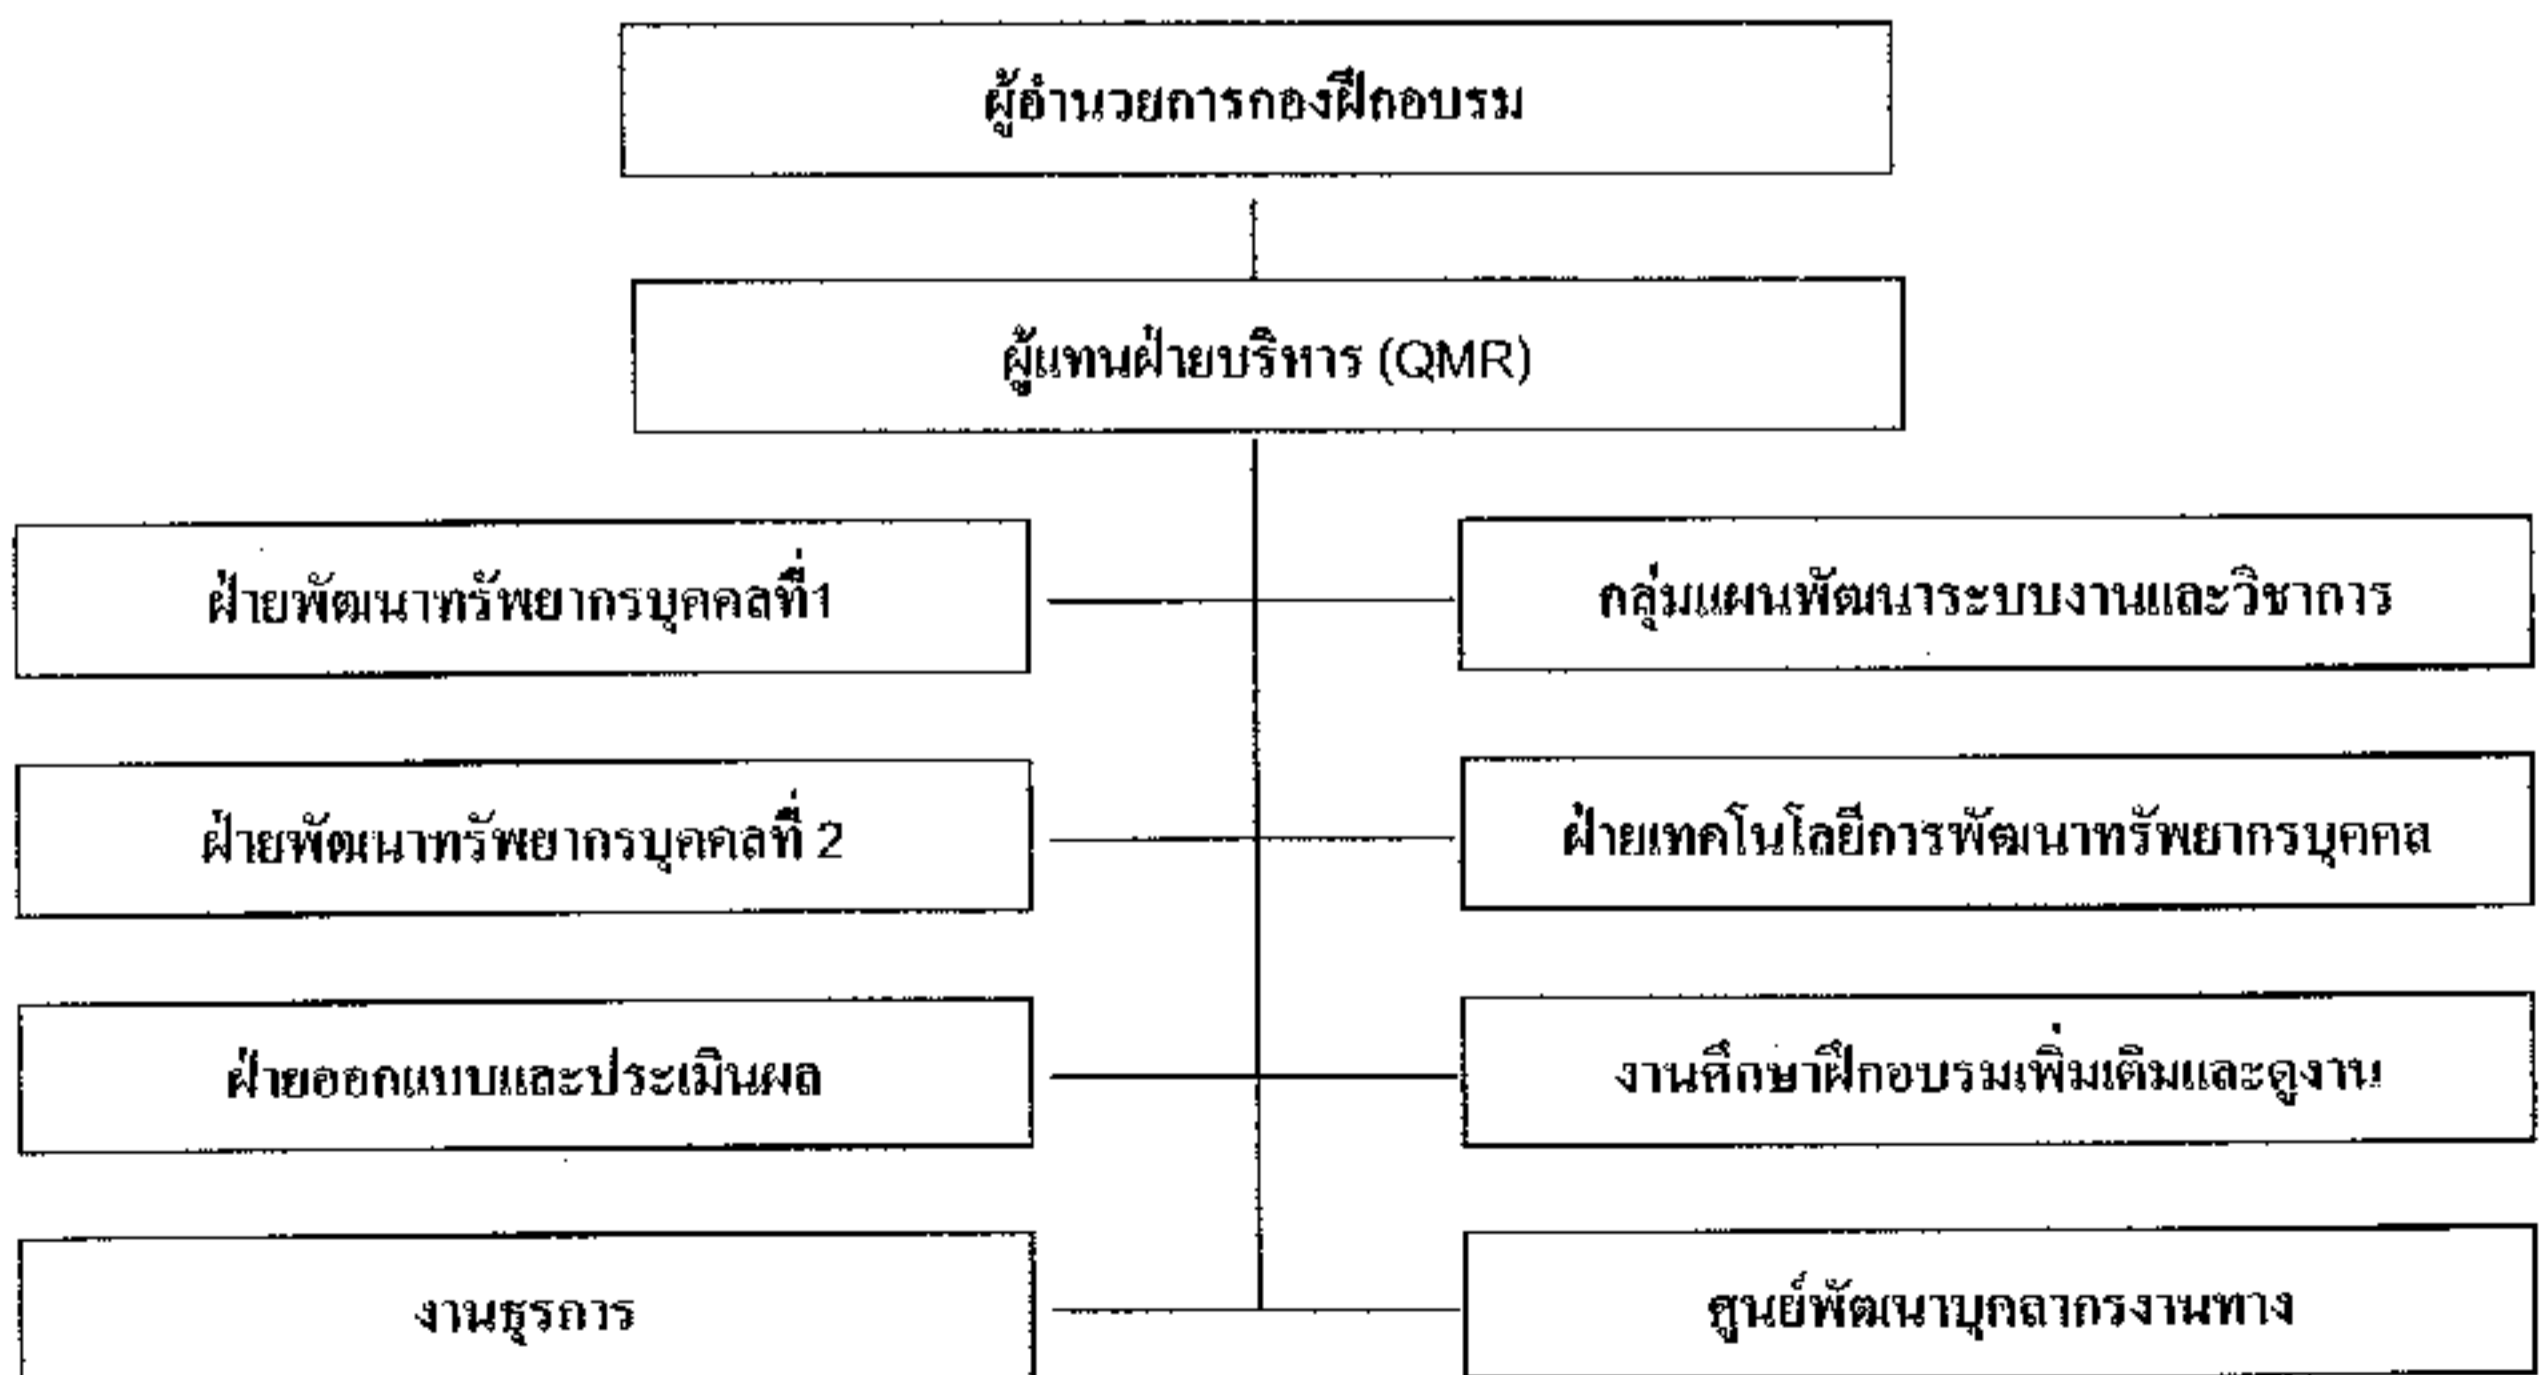 ผู้อำนวยการกองฝึกอบรม
ผู้แทนฝ่ายบริหาร (QMR)
ฝ่ายพัฒนาทรัพยากรบุคคลที่1
กลุ่มแผนพัฒนาระบบงานและวิชาการ
ฝ่ายพัฒนาทรัพยากรบุคคลที่ 2
ฝ่ายเทคโนโลยีการพัฒนาทรัพยากรบุคคล
ฝ่ายออกแบบและประเมินผล
งานศึกษาฝึกอบรมเพิ่มเติมและดูงาน
งานธุรการ
ศูนย์พัฒนาบุคลากรงานทาง